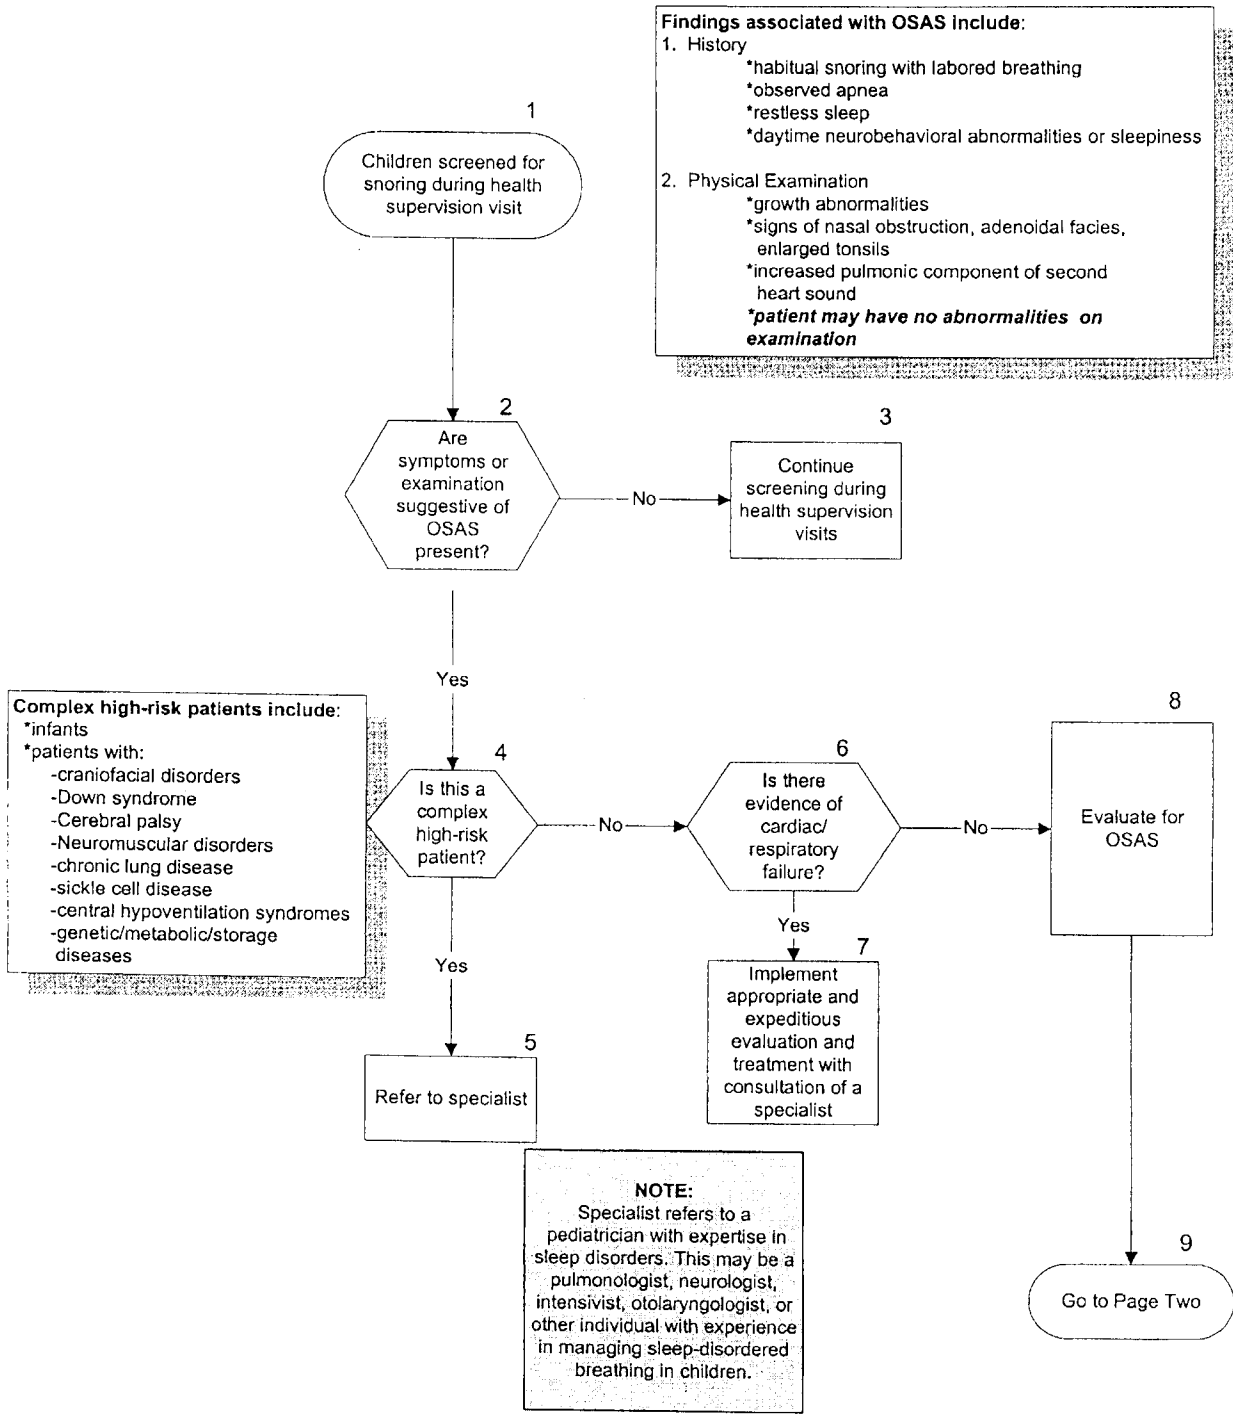 Findings associated with OSAS include:
1. History
*habitual snoring with labored breathing
*observed apnea
*restless sleep
*daytime neurobehavioral abnormalities or sleepiness
2. Physical Examination
*growth abnormalities
*signs of nasal obstruction, adenoidal facies,
enlarged tonsils
*increased pulmonic component of second
heart sound
*patient may have no abnormalities on
examination
1
Children screened for
snoring during health
supervision visit
2
Are
symptoms or
examination
suggestive of
OSAS
present?
No
3
Continue
screening during
health supervision
visits
Yes
Complex high-risk patients include:
*infants
*patients with:
-craniofacial disorders
-Down syndrome
-Cerebral palsy
-Neuromuscular disorders
-chronic lung disease
-sickle cell disease
-central hypoventilation syndromes
-genetic/metabolic/storage
diseases
4
Is this a
complex
high-risk
patient?
No
6
Is there
evidence of
cardiac/
respiratory
failure?
No
8
Evaluate for
OSAS
Yes
5
Refer to specialist
Yes
7
Implement
appropriate and
expeditious
evaluation and
treatment with
consultation of a
specialist
NOTE:
Specialist refers to a
pediatrician with expertise in
sleep disorders. This may be a
pulmonologist, neurologist,
intensivist, otolaryngologist, or
other individual with experience
in managing sleep-disordered
breathing in children.
9
Go to Page Two